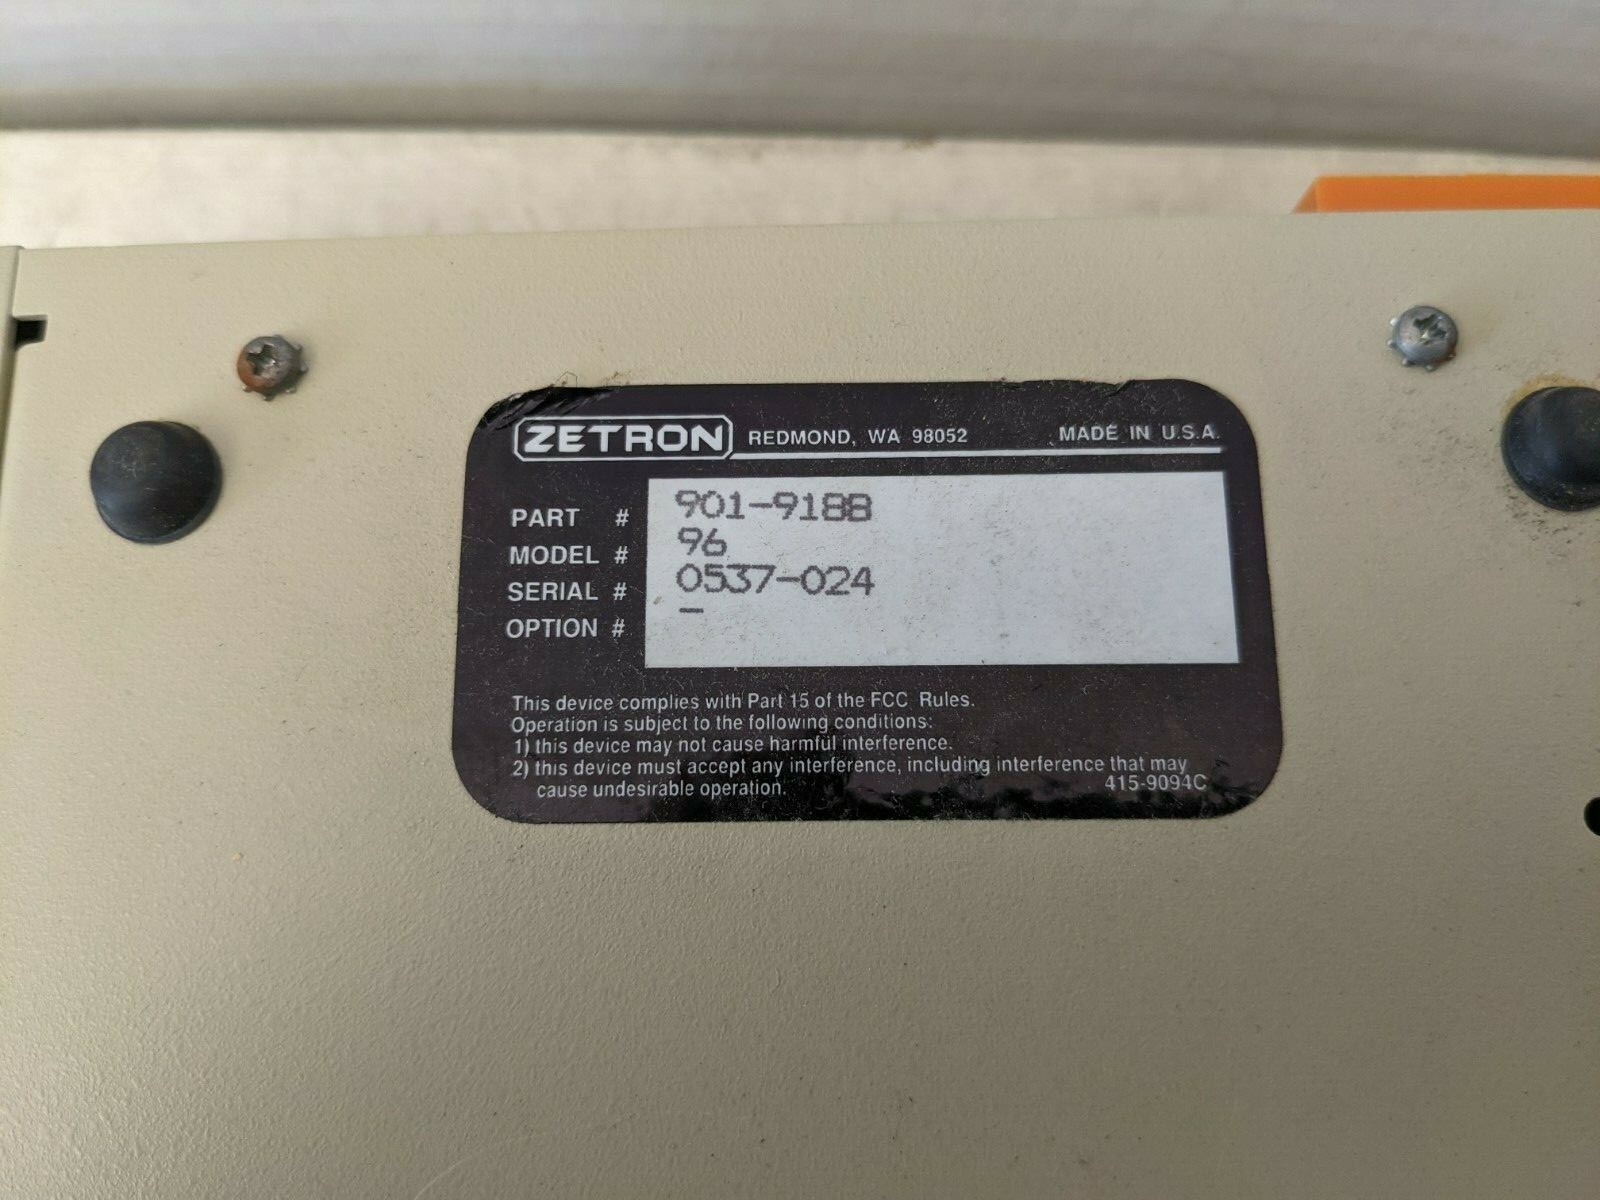 ZETRON REDMOND, WA 98052 MADE IN U.S.A.
PART # 901-9188
MODEL # 96
SERIAL # 0537-024
OPTION # –
This device complies with Part 15 of the FCC Rules.
Operation is subject to the following conditions:
1) this device may not cause harmful interference.
2) this device must accept any interference, including interference that may
cause undesirable operation. 415-9094C